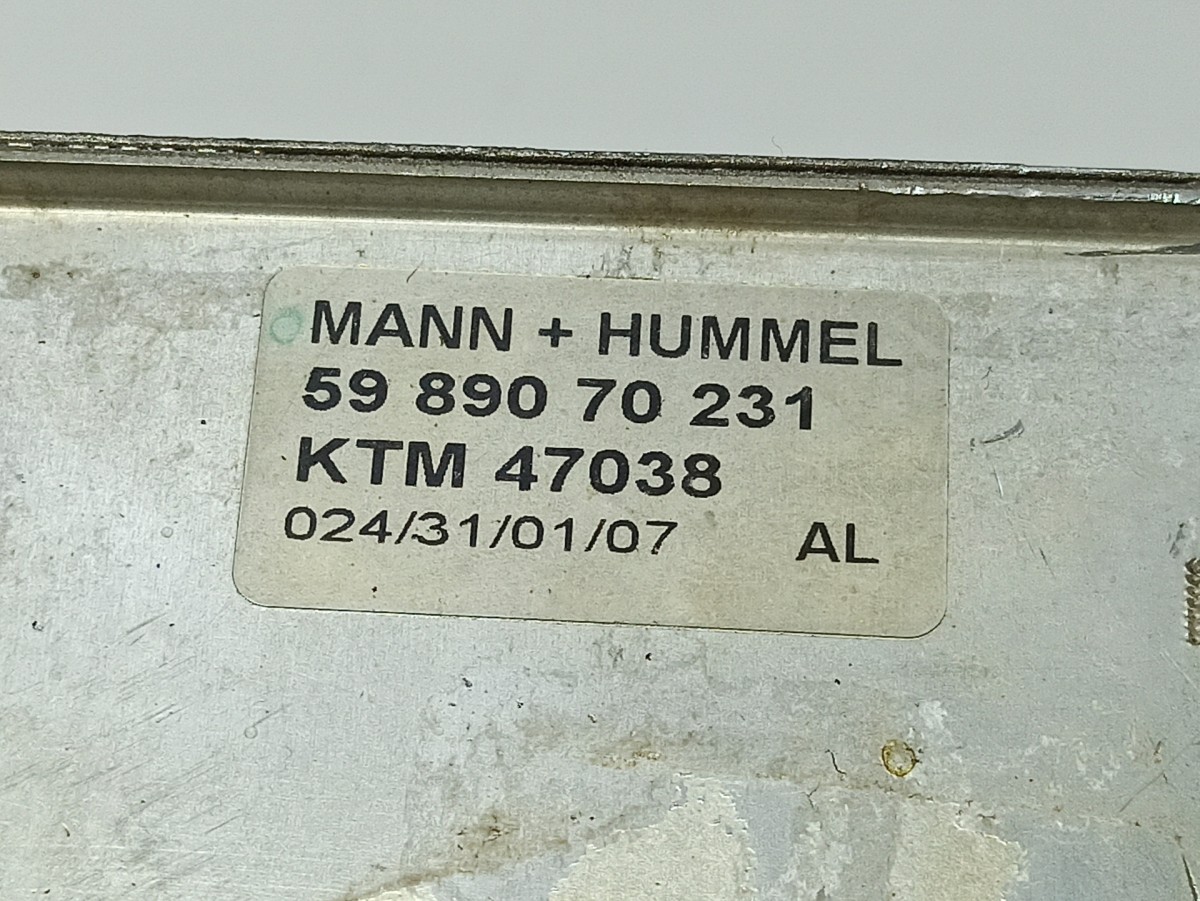 MANN + HUMMEL
59 890 70 231
KTM 47038
024/31/01/07 AL